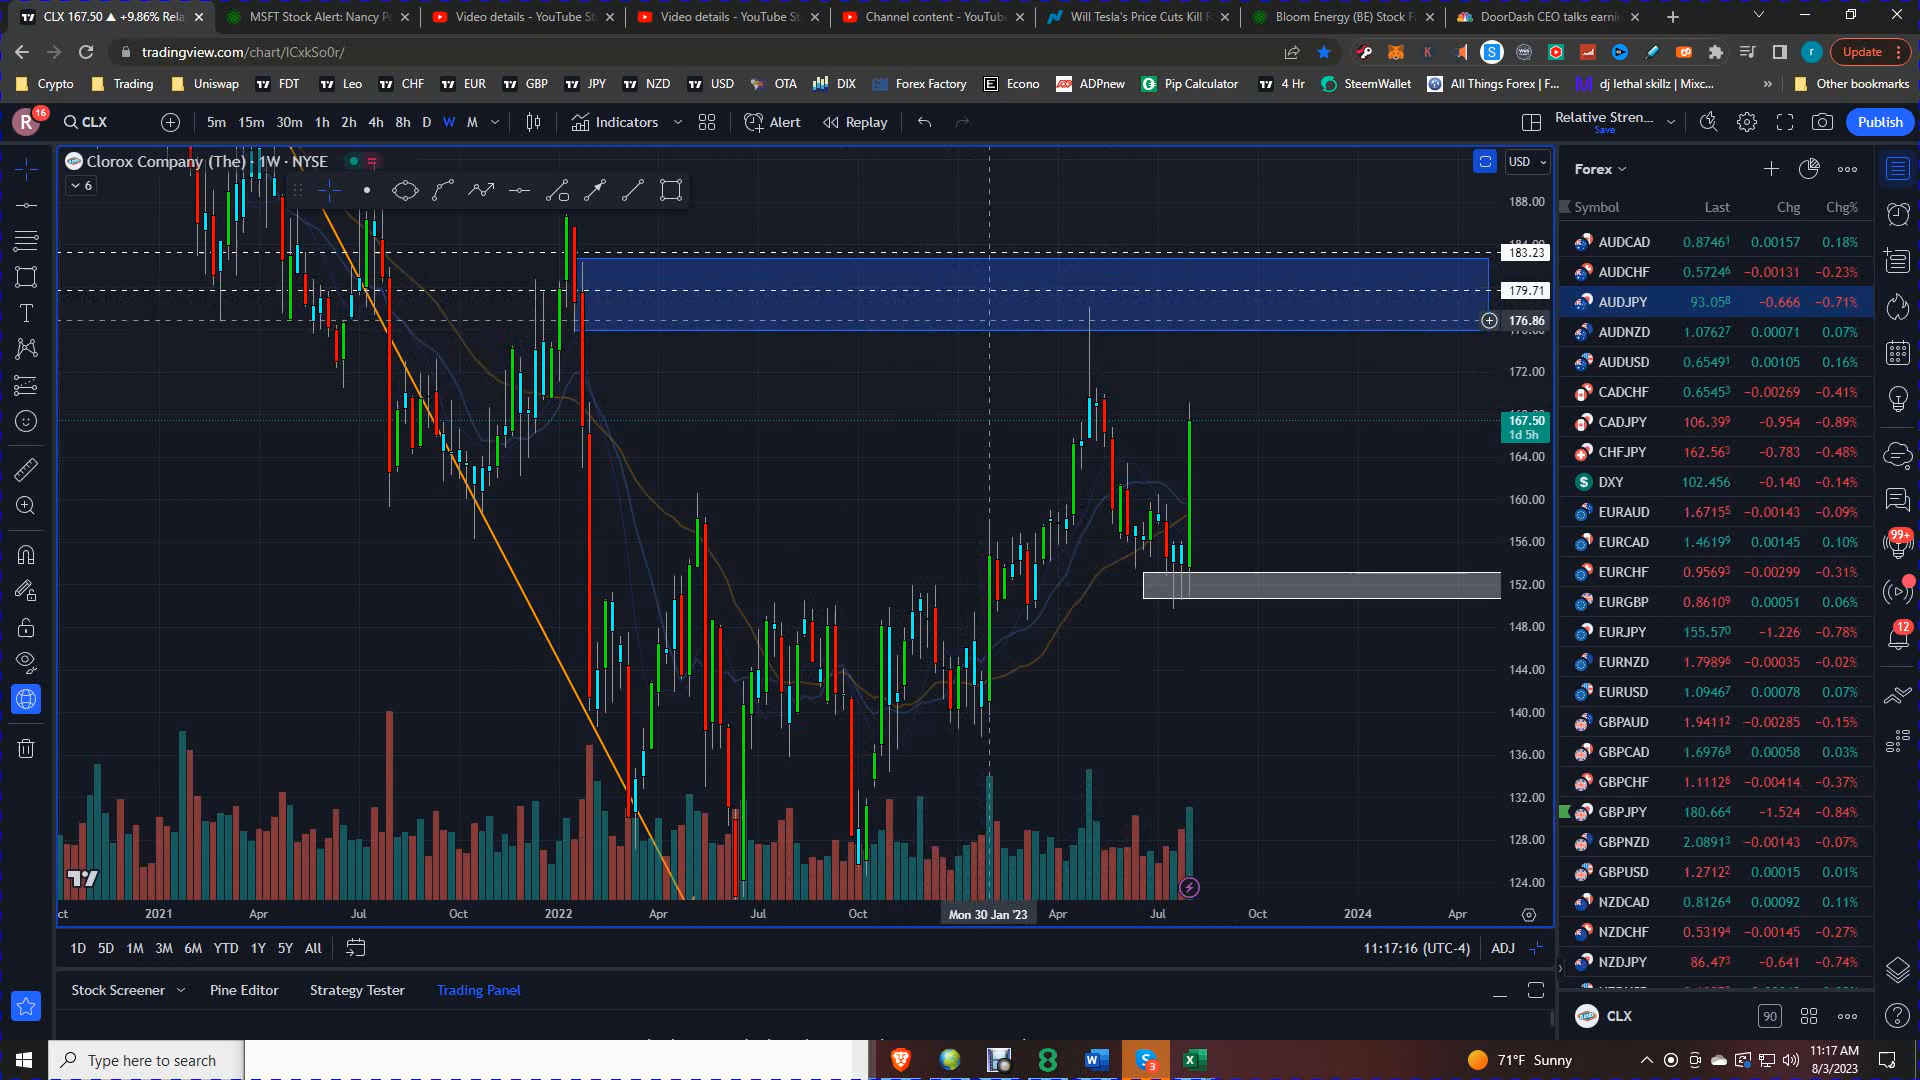 CLX 167.50 ▲ +9.86% Rela
MSFT Stock Alert: Nancy P
Video details - YouTube St
Video details - YouTube St
Channel content - YouTub
Will Tesla's Price Cuts Kill R
Bloom Energy (BE) Stock F
DoorDash CEO talks earni
tradingview.com/chart/lCxkSo0r/
Update
Crypto Trading Uniswap FDT Leo CHF EUR GBP JPY NZD USD OTA DIX Forex Factory Econo ADPnew Pip Calculator 4 Hr SteemWallet All Things Forex | F... dj lethal skillz | Mixc... » Other bookmarks
R 16 CLX 5m 15m 30m 1h 2h 4h 8h D W M Indicators Alert Replay Relative Stren... Save Publish
Clorox Company (The) · 1W · NYSE
6
USD
188.00
183.23
179.71
176.86
172.00
167.50
1d 5h
164.00
160.00
156.00
152.00
148.00
144.00
140.00
136.00
132.00
128.00
124.00
2021 Apr Jul Oct 2022 Apr Jul Oct Mon 30 Jan '23 Apr Jul Oct 2024 Apr
1D 5D 1M 3M 6M YTD 1Y 5Y All
11:17:16 (UTC-4) ADJ
Stock Screener Pine Editor Strategy Tester Trading Panel
Forex
Symbol Last Chg Chg%
AUDCAD 0.87461 0.00157 0.18%
AUDCHF 0.57246 −0.00131 −0.23%
AUDJPY 93.058 −0.666 −0.71%
AUDNZD 1.07627 0.00071 0.07%
AUDUSD 0.65491 0.00105 0.16%
CADCHF 0.65453 −0.00269 −0.41%
CADJPY 106.399 −0.954 −0.89%
CHFJPY 162.563 −0.783 −0.48%
DXY 102.456 −0.140 −0.14%
EURAUD 1.67155 −0.00143 −0.09%
EURCAD 1.46199 0.00145 0.10%
EURCHF 0.95693 −0.00299 −0.31%
EURGBP 0.86109 0.00051 0.06%
EURJPY 155.570 −1.226 −0.78%
EURNZD 1.79896 −0.00035 −0.02%
EURUSD 1.09467 0.00078 0.07%
GBPAUD 1.94112 −0.00285 −0.15%
GBPCAD 1.69768 0.00058 0.03%
GBPCHF 1.11126 −0.00414 −0.37%
GBPJPY 180.664 −1.524 −0.84%
GBPNZD 2.08913 −0.00143 −0.07%
GBPUSD 1.27122 0.00015 0.01%
NZDCAD 0.81264 0.00092 0.11%
NZDCHF 0.53194 −0.00145 −0.27%
NZDJPY 86.473 −0.641 −0.74%
CLX 90
99+
12
Type here to search
71°F Sunny
11:17 AM
8/3/2023